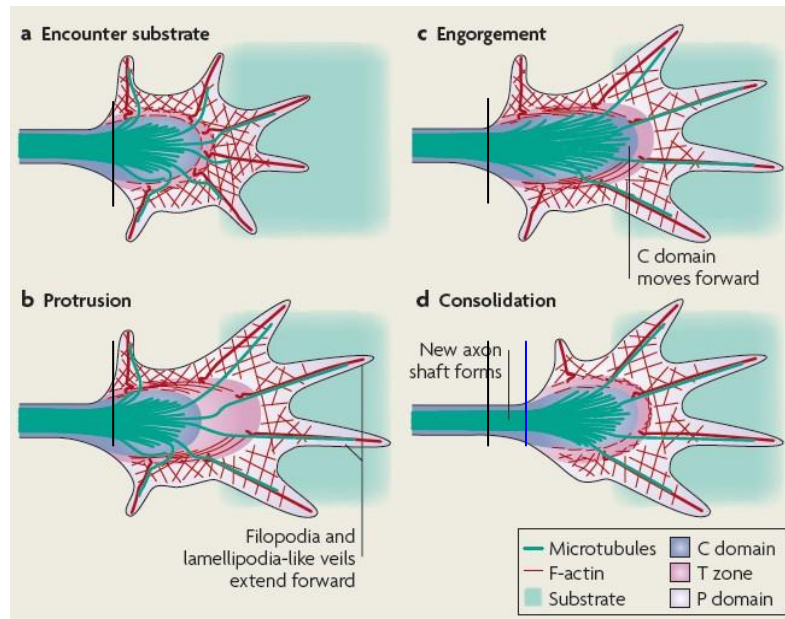 a Encounter substrate
c Engorgement
C domain
moves forward
b Protrusion
d Consolidation
New axon
shaft forms
Filopodia and
lamellipodia-like veils
extend forward
Microtubules
F-actin
Substrate
C domain
T zone
P domain